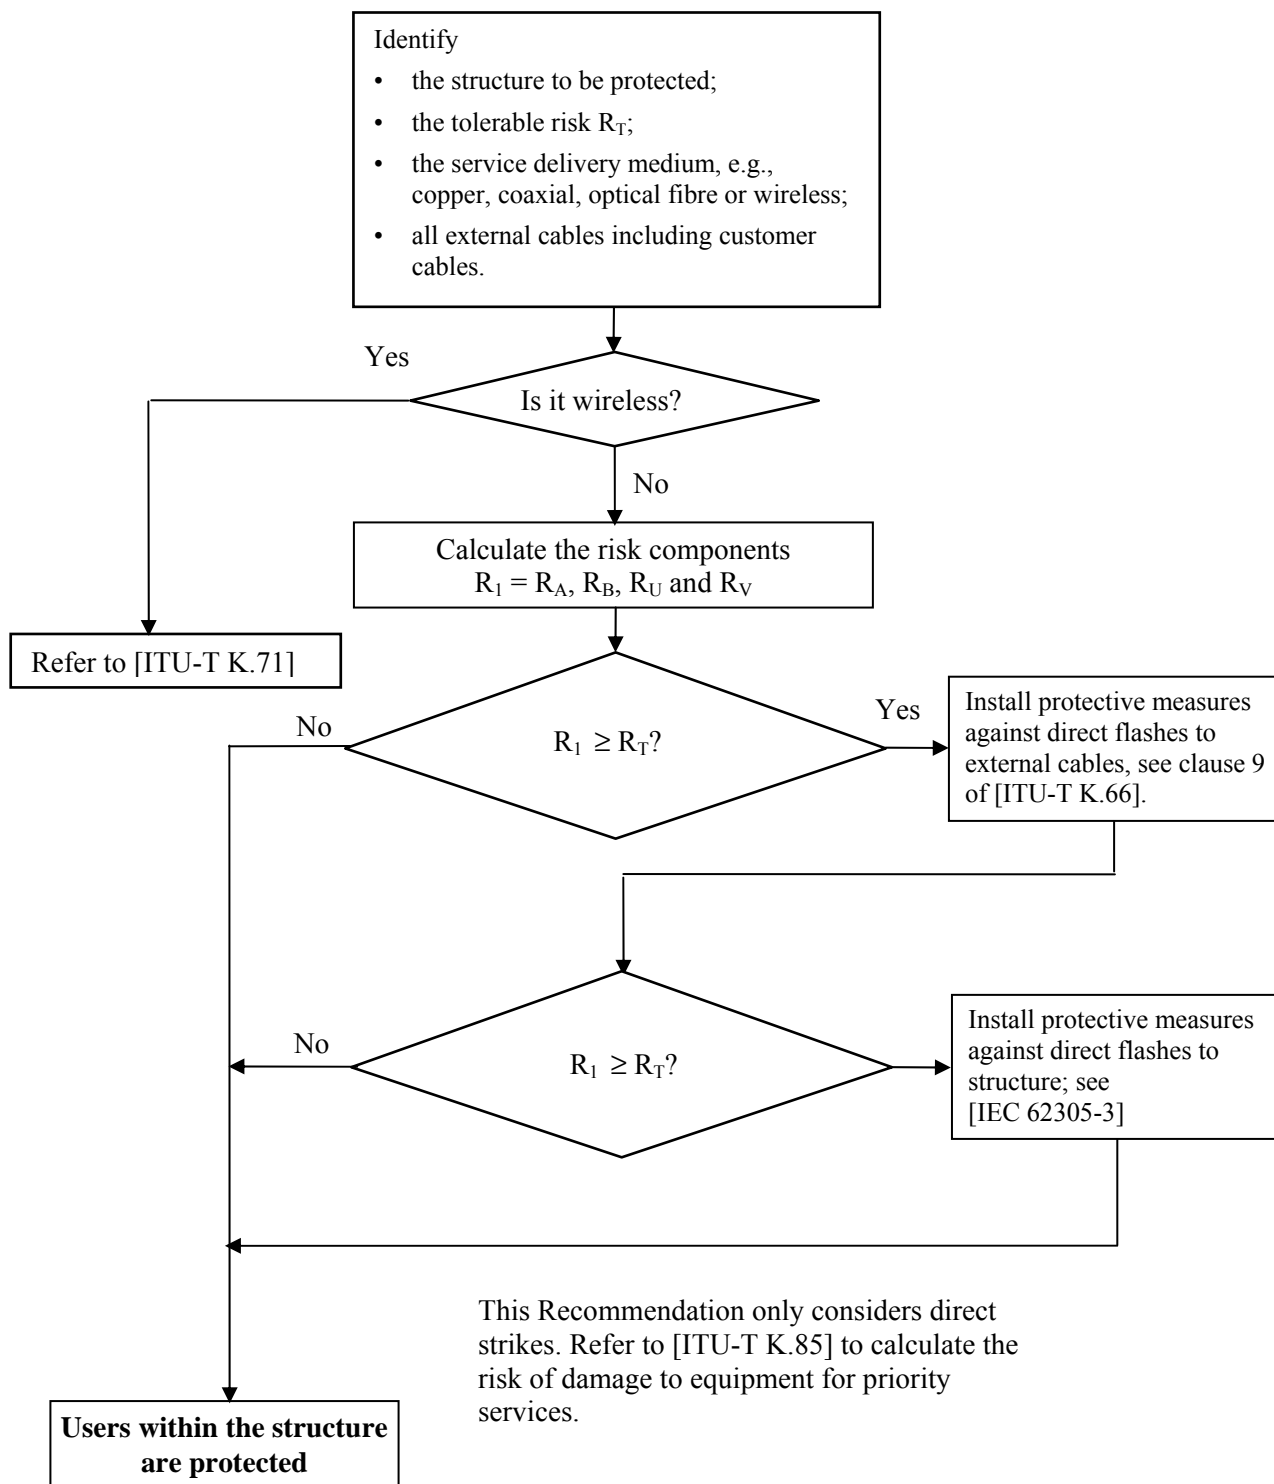 Identify
• the structure to be protected;
• the tolerable risk R_T;
• the service delivery medium, e.g.,
copper, coaxial, optical fibre or wireless;
• all external cables including customer
cables.
Yes
Is it wireless?
No
Calculate the risk components
R_1 = R_A, R_B, R_U and R_V
Refer to [ITU-T K.71]
No
R_1 ≥ R_T?
Yes
Install protective measures
against direct flashes to
external cables, see clause 9
of [ITU-T K.66].
No
R_1 ≥ R_T?
Install protective measures
against direct flashes to
structure; see
[IEC 62305-3]
This Recommendation only considers direct
strikes. Refer to [ITU-T K.85] to calculate the
risk of damage to equipment for priority
services.
Users within the structure
are protected